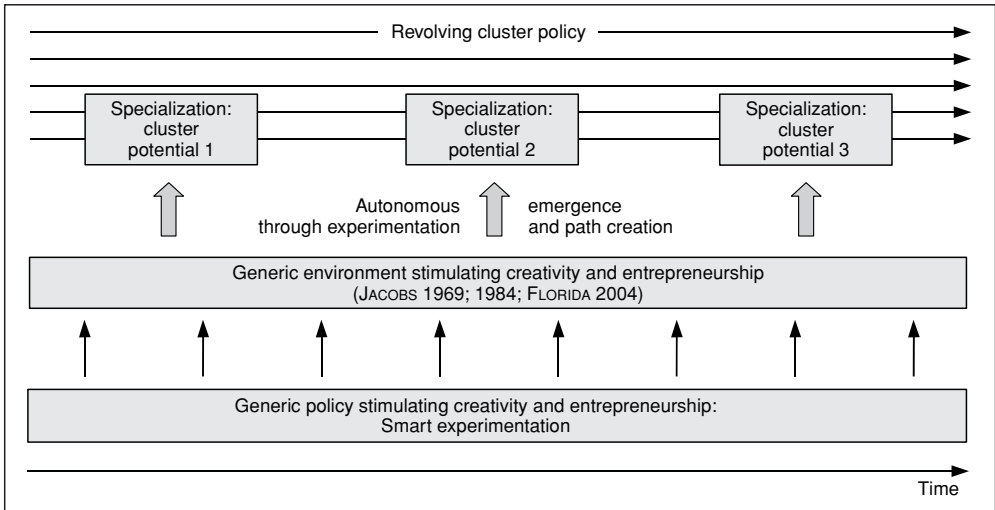 Revolving cluster policy
Specialization:
cluster
potential 1
Specialization:
cluster
potential 2
Specialization:
cluster
potential 3
Autonomous emergence
through experimentation and path creation
Generic environment stimulating creativity and entrepreneurship
(JACOBS 1969; 1984; FLORIDA 2004)
Generic policy stimulating creativity and entrepreneurship:
Smart experimentation
Time